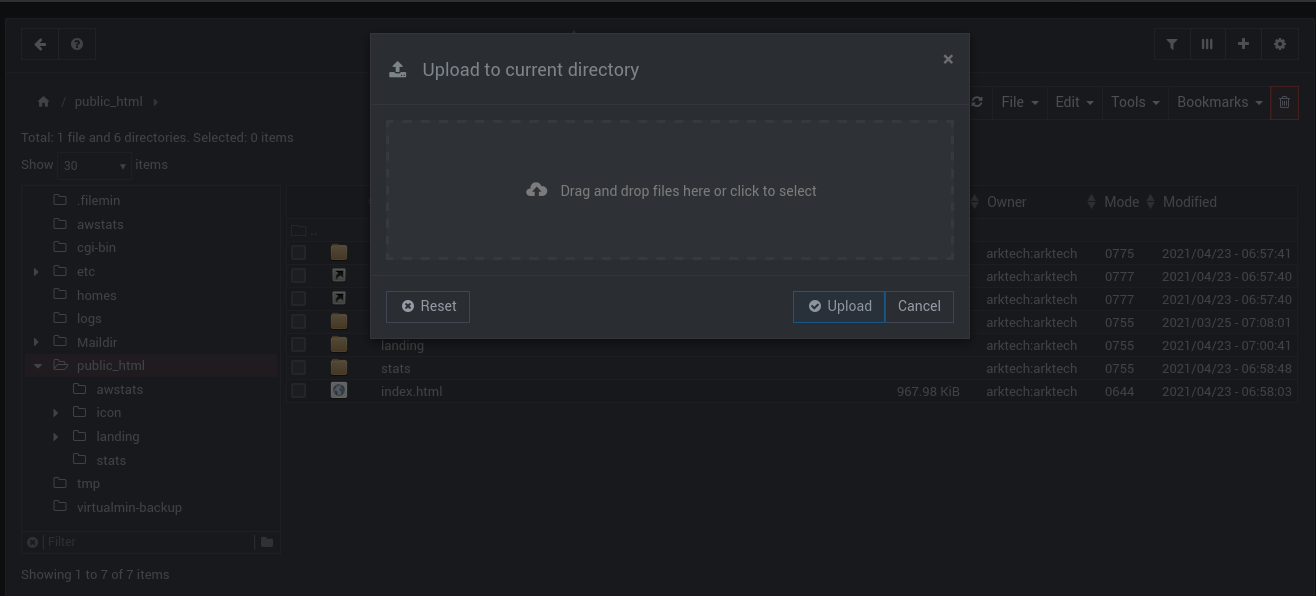 Upload to current directory
×
Drag and drop files here or click to select
Reset
Upload
Cancel
/ public_html
File
Edit
Tools
Bookmarks
Total: 1 file and 6 directories. Selected: 0 items
Show 30 items
.filemin
awstats
cgi-bin
etc
homes
logs
Maildir
public_html
awstats
icon
landing
stats
tmp
virtualmin-backup
Filter
Owner Mode Modified
..
arktech:arktech 0775 2021/04/23 - 06:57:41
arktech:arktech 0777 2021/04/23 - 06:57:40
arktech:arktech 0777 2021/04/23 - 06:57:40
arktech:arktech 0755 2021/03/25 - 07:08:01
landing arktech:arktech 0755 2021/04/23 - 07:00:41
stats arktech:arktech 0755 2021/04/23 - 06:58:48
index.html 967.98 KiB arktech:arktech 0644 2021/04/23 - 06:58:03
Showing 1 to 7 of 7 items